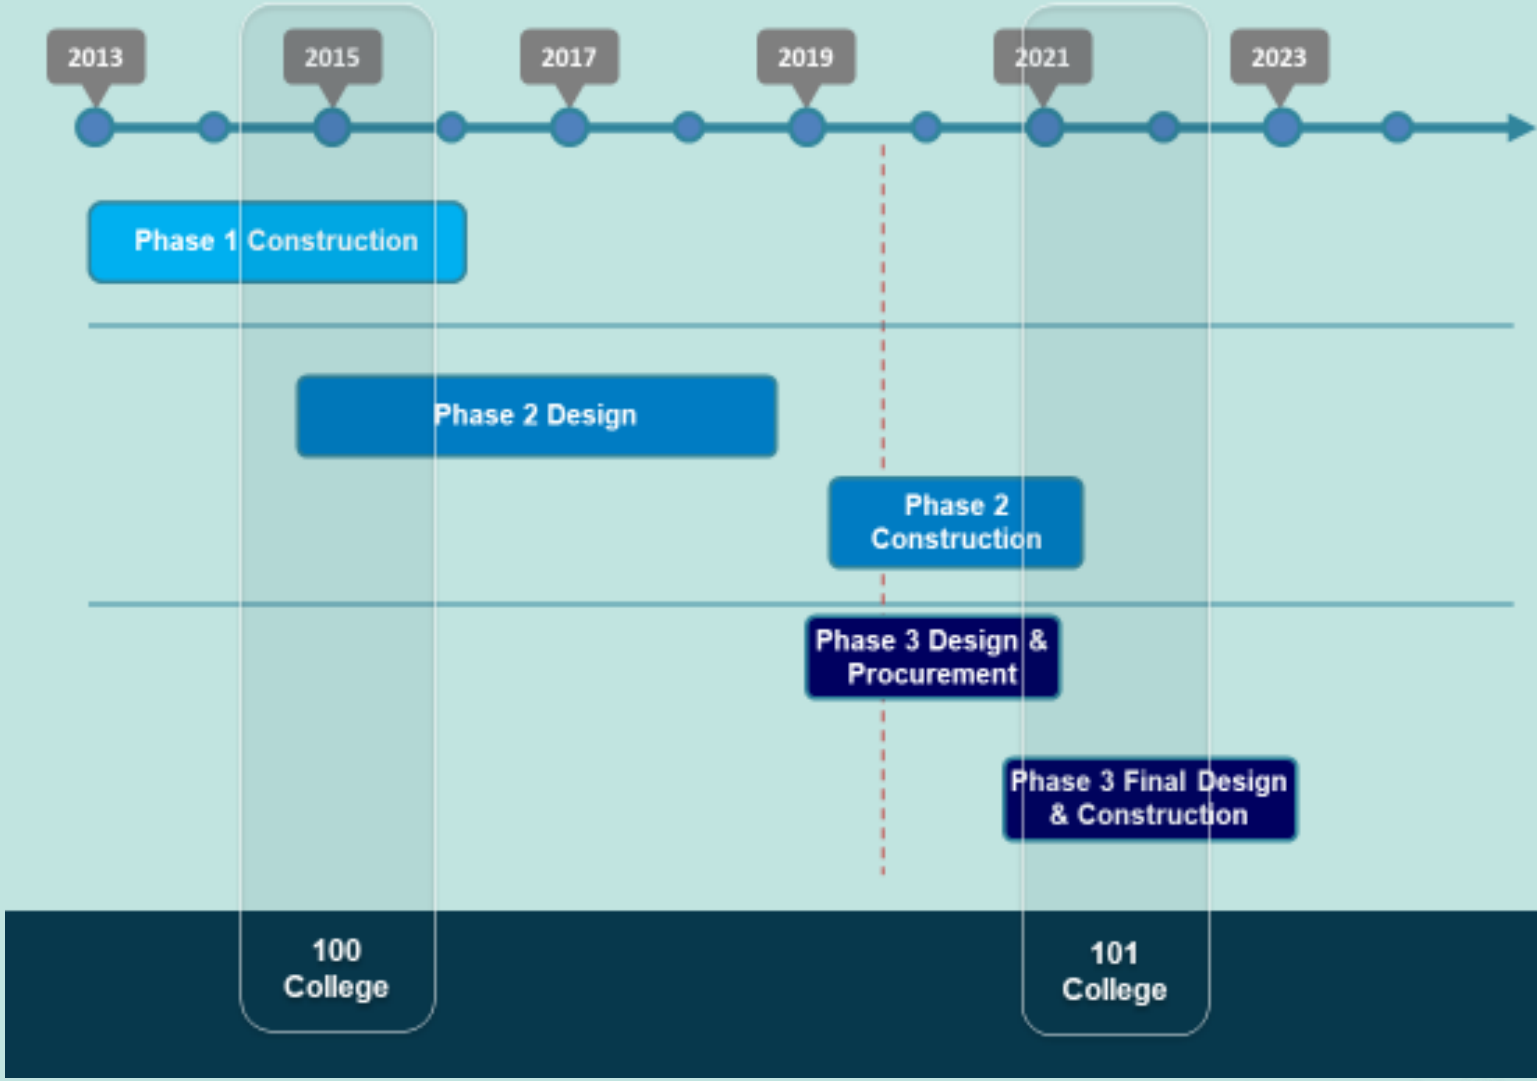 2013
2015
2017
2019
2021
2023
Phase 1 Construction
Phase 2 Design
Phase 2
Construction
Phase 3 Design &
Procurement
Phase 3 Final Design
& Construction
100
College
101
College